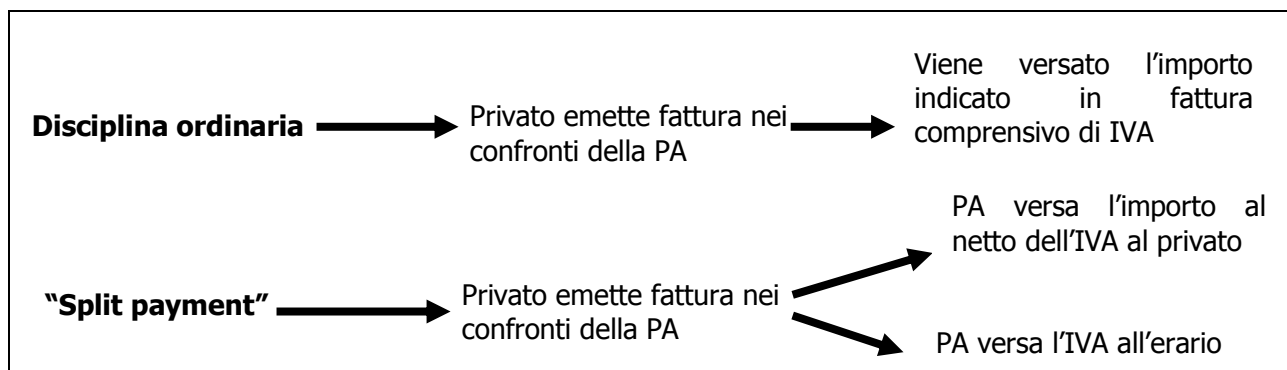 Disciplina ordinaria
Privato emette fattura nei
confronti della PA
Viene versato l’importo
indicato in fattura
comprensivo di IVA
“Split payment”
Privato emette fattura nei
confronti della PA
PA versa l’importo al
netto dell’IVA al privato
PA versa l’IVA all’erario